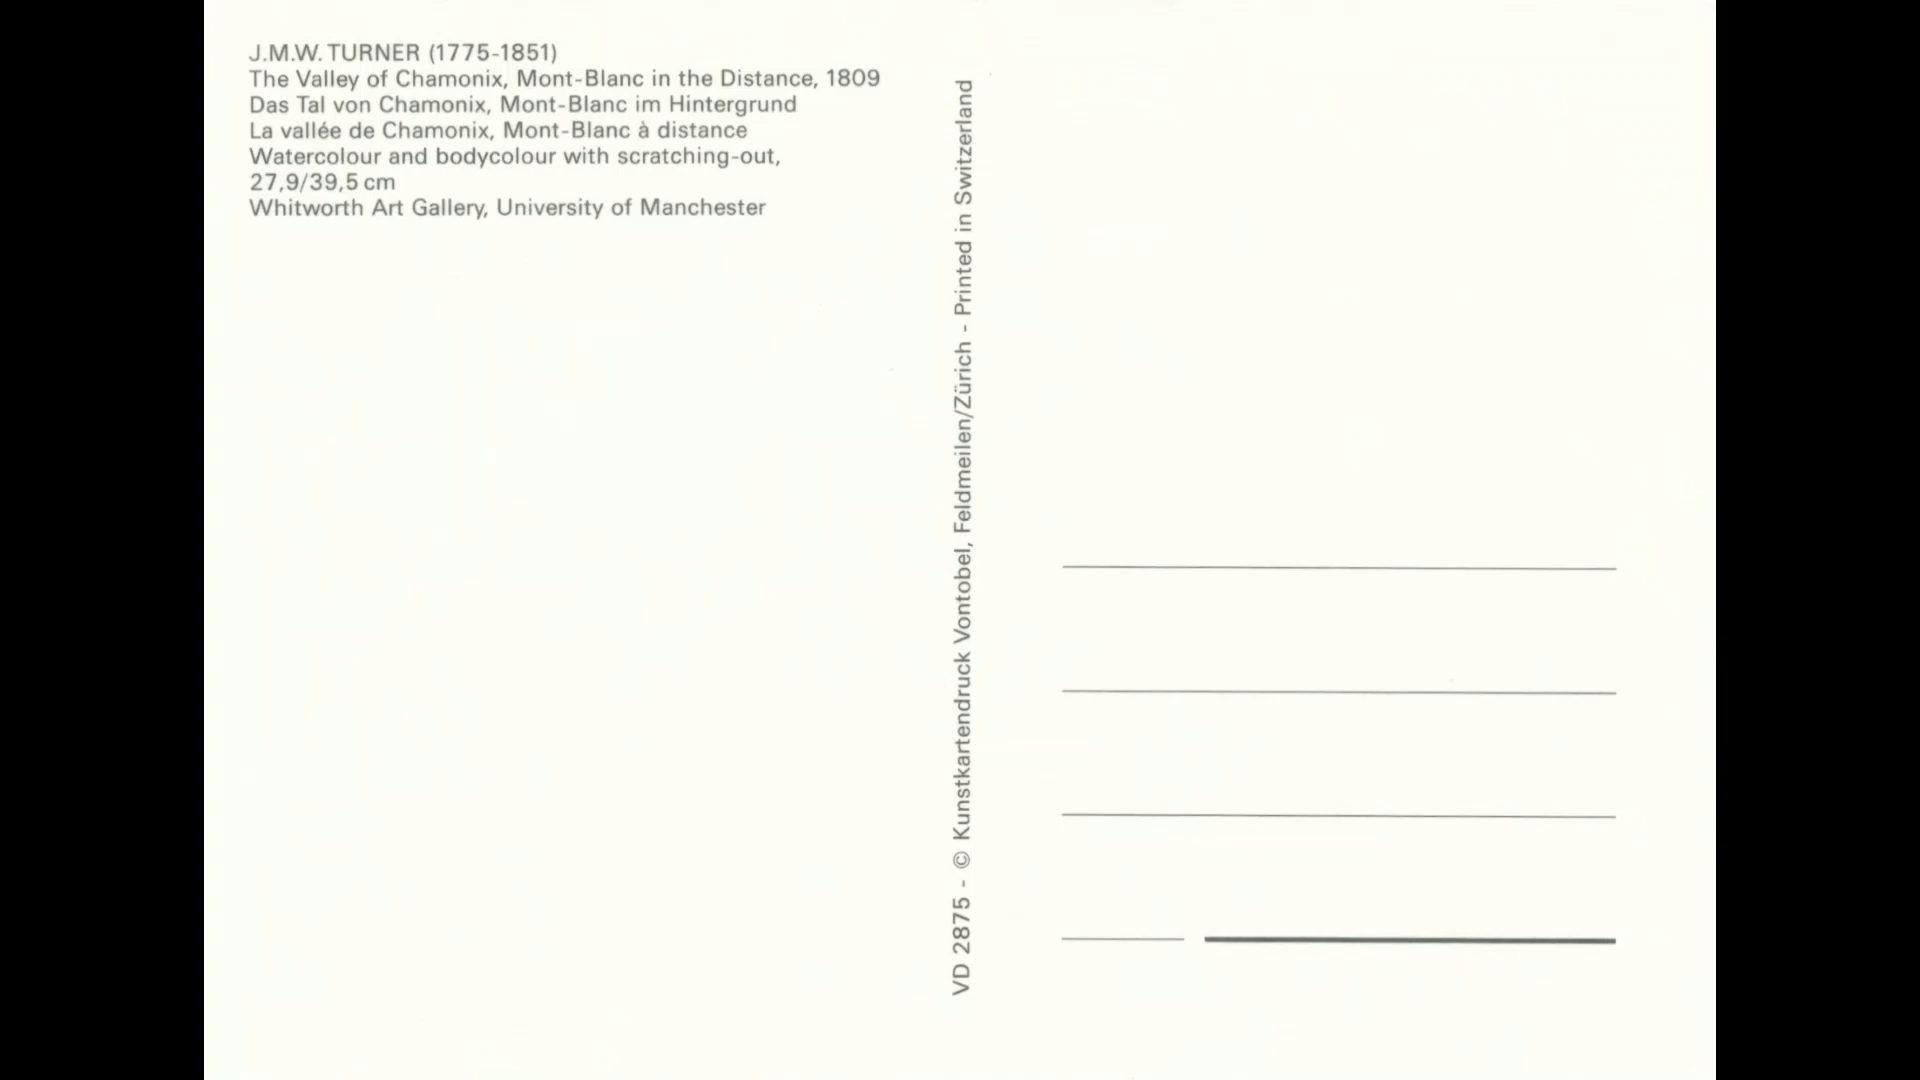 J.M.W. TURNER (1775-1851)
The Valley of Chamonix, Mont-Blanc in the Distance, 1809
Das Tal von Chamonix, Mont-Blanc im Hintergrund
La vallée de Chamonix, Mont-Blanc à distance
Watercolour and bodycolour with scratching-out,
27,9/39,5 cm
Whitworth Art Gallery, University of Manchester
VD 2875 - © Kunstkartendruck Vontobel, Feldmeilen/Zürich - Printed in Switzerland